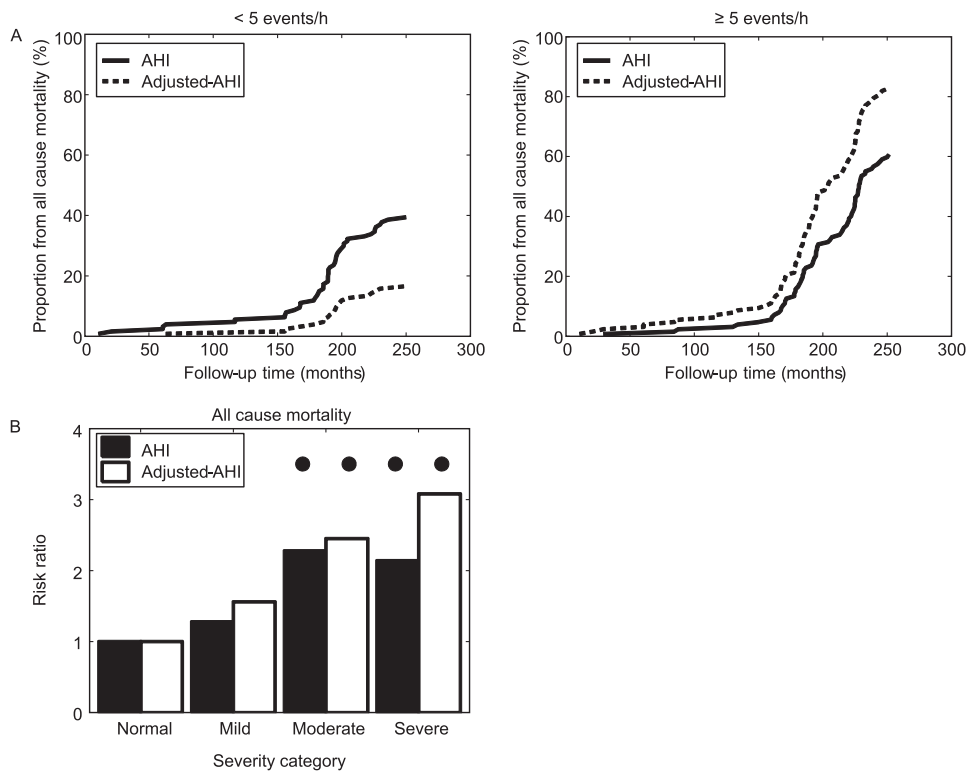 A
< 5 events/h
Proportion from all cause mortality (%)
100
80
60
40
20
0
AHI
Adjusted-AHI
0 50 100 150 200 250 300
Follow-up time (months)
≥ 5 events/h
Proportion from all cause mortality (%)
100
80
60
40
20
0
AHI
Adjusted-AHI
0 50 100 150 200 250 300
Follow-up time (months)
B
All cause mortality
Risk ratio
4
3
2
1
0
AHI
Adjusted-AHI
Normal Mild Moderate Severe
Severity category